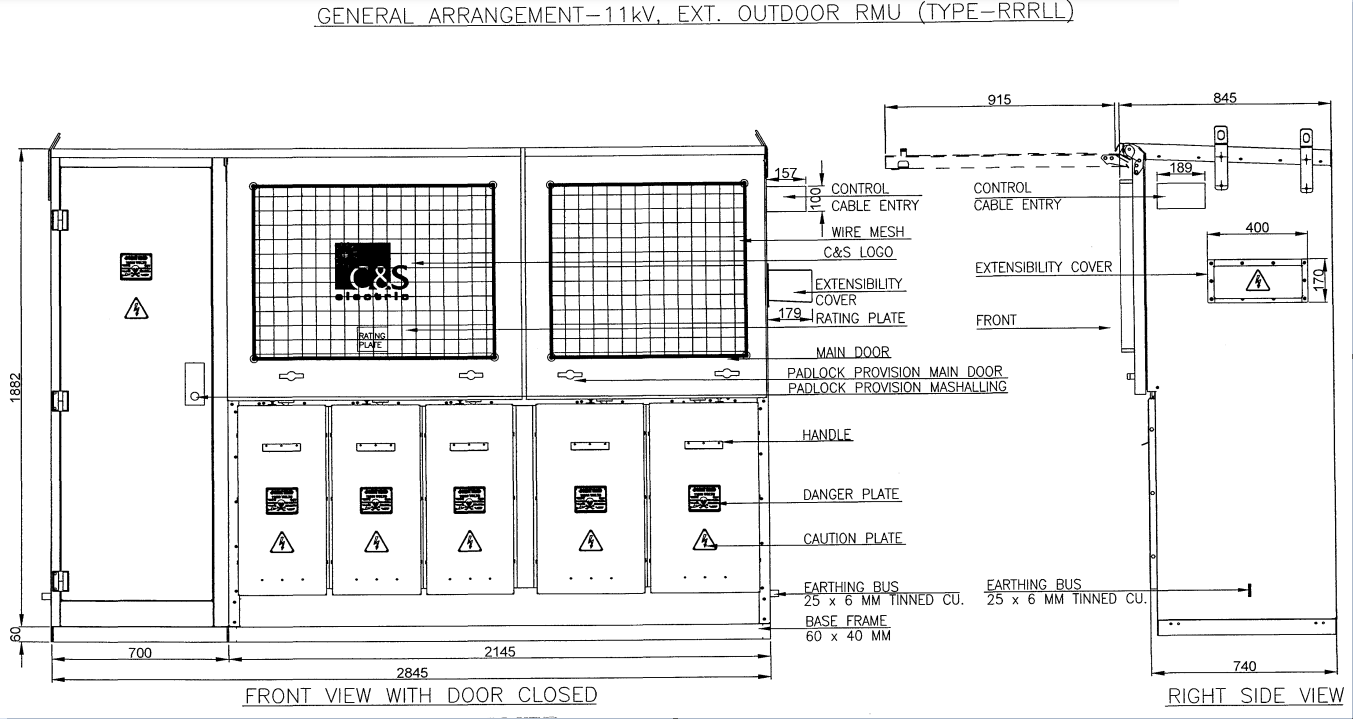 GENERAL ARRANGEMENT-11kV, EXT. OUTDOOR RMU (TYPE-RRRLL)
915
845
157
100
CONTROL
CABLE ENTRY
CONTROL
CABLE ENTRY
189
WIRE MESH
C&S LOGO
C&S
electric
400
170
EXTENSIBILITY
COVER
EXTENSIBILITY COVER
179
RATING PLATE
RATING
PLATE
FRONT
MAIN DOOR
PADLOCK PROVISION MAIN DOOR
PADLOCK PROVISION MASHALLING
1882
HANDLE
DANGER PLATE
CAUTION PLATE
EARTHING BUS
25 x 6 MM TINNED CU.
EARTHING BUS
25 x 6 MM TINNED CU.
BASE FRAME
60 x 40 MM
60
700
2145
2845
740
FRONT VIEW WITH DOOR CLOSED
RIGHT SIDE VIEW